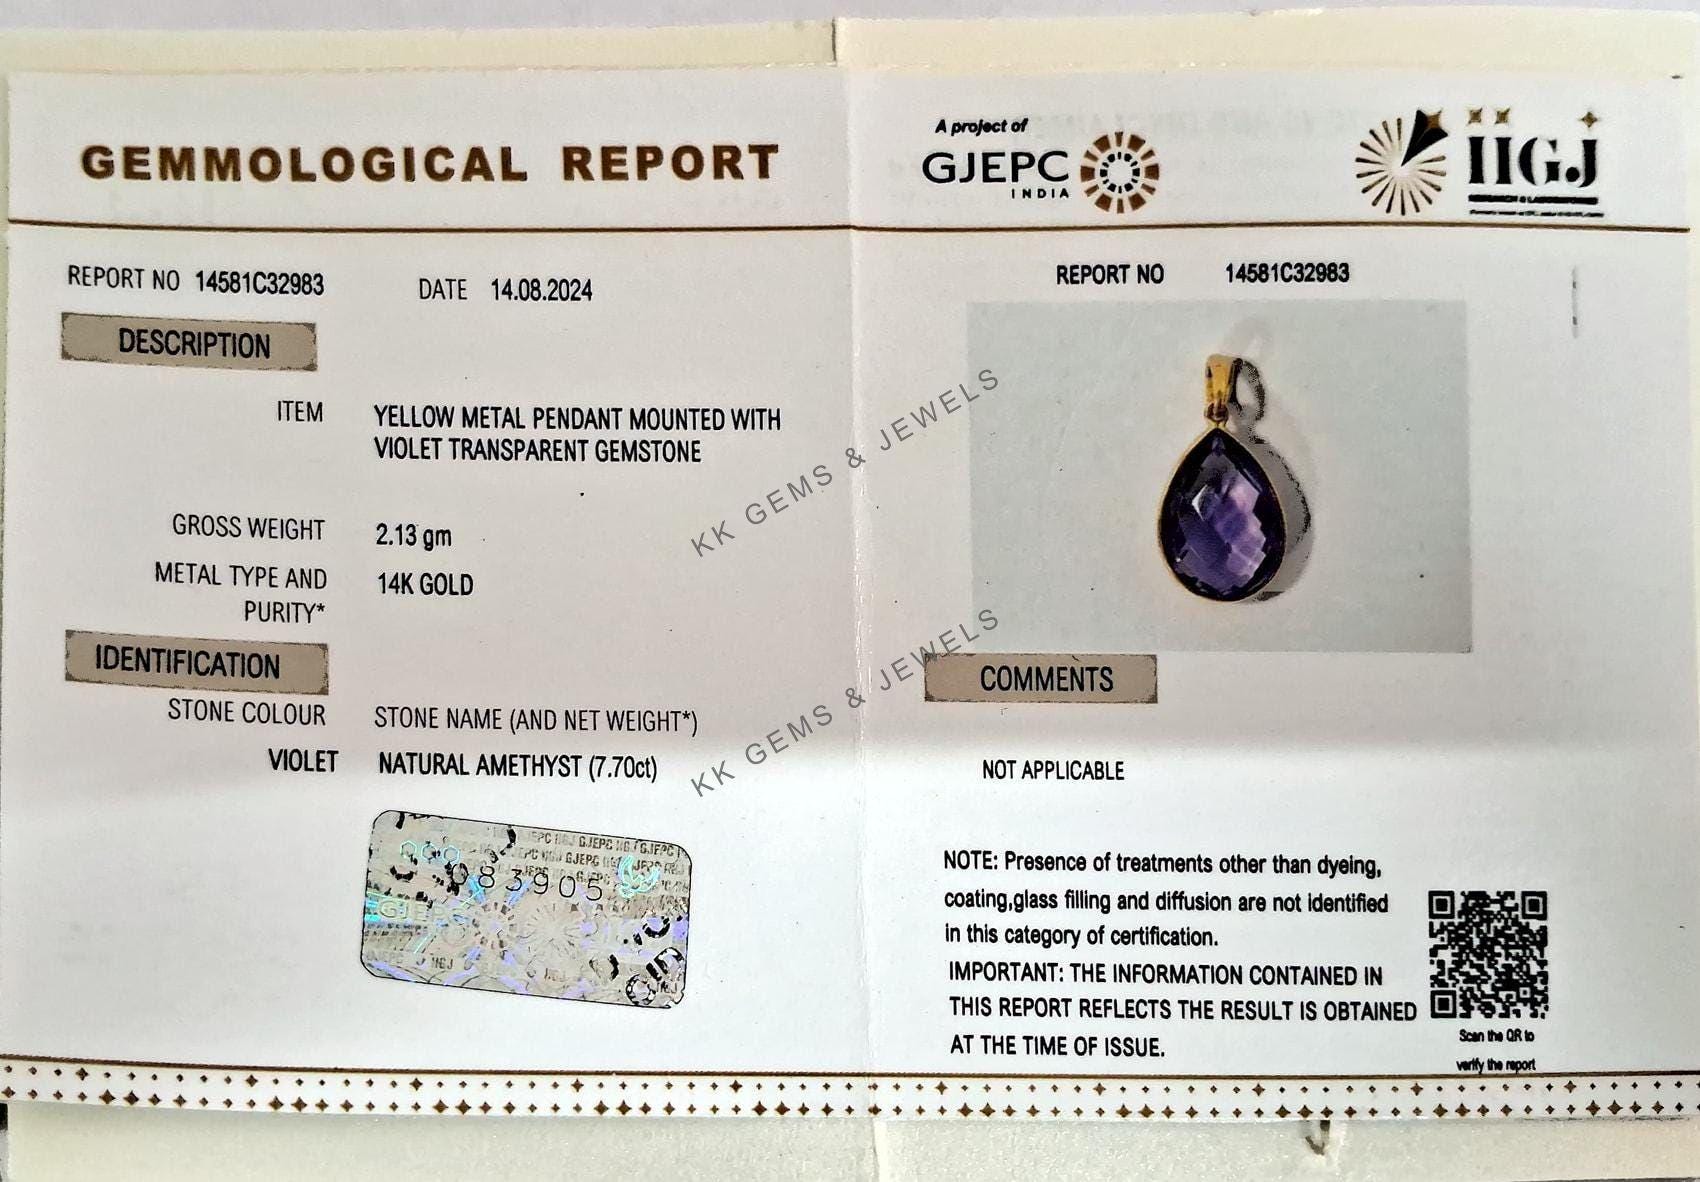 GEMMOLOGICAL REPORT
REPORT NO 14581C32983 DATE 14.08.2024
DESCRIPTION
ITEM YELLOW METAL PENDANT MOUNTED WITH
VIOLET TRANSPARENT GEMSTONE
GROSS WEIGHT 2.13 gm
METAL TYPE AND 14K GOLD
PURITY*
IDENTIFICATION
STONE COLOUR STONE NAME (AND NET WEIGHT*)
VIOLET NATURAL AMETHYST (7.70ct)
083905
GJEPC
A project of
GJEPC
INDIA
IIGJ
RESEARCH & LABORATORIES
REPORT NO 14581C32983
COMMENTS
NOT APPLICABLE
NOTE: Presence of treatments other than dyeing,
coating,glass filling and diffusion are not identified
in this category of certification.
IMPORTANT: THE INFORMATION CONTAINED IN
THIS REPORT REFLECTS THE RESULT IS OBTAINED
AT THE TIME OF ISSUE.
Scan the QR to
verify the report
KK GEMS & JEWELS
KK GEMS & JEWELS